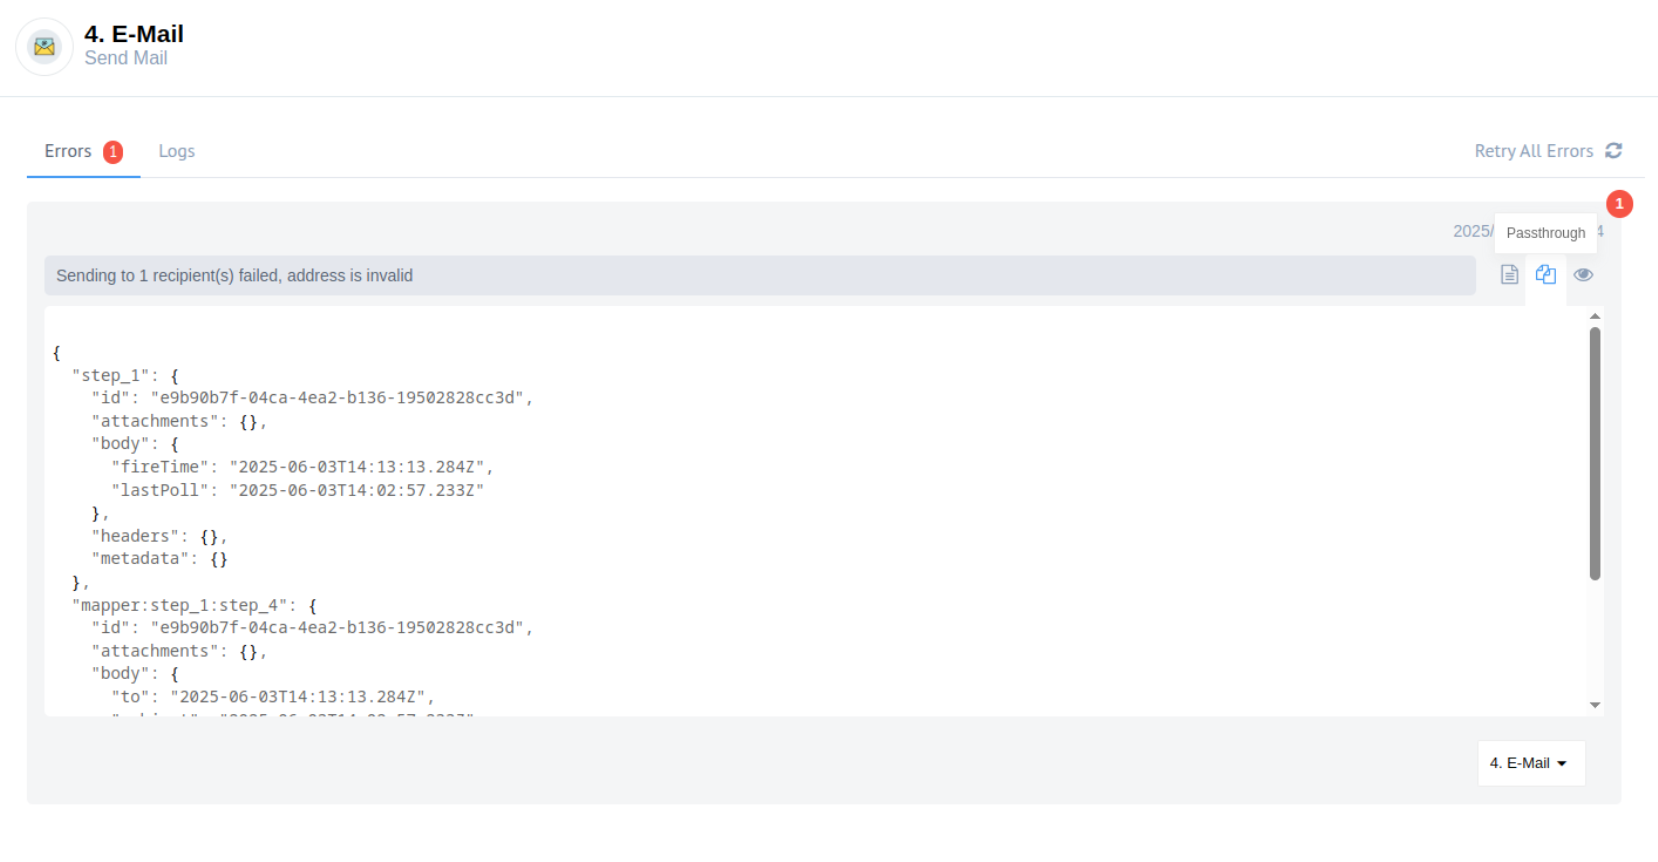 4. E-Mail
Send Mail
Errors 1
Logs
Retry All Errors
1
2025/
Passthrough
4
Sending to 1 recipient(s) failed, address is invalid
{
"step_1": {
"id": "e9b90b7f-04ca-4ea2-b136-19502828cc3d",
"attachments": {},
"body": {
"fireTime": "2025-06-03T14:13:13.284Z",
"lastPoll": "2025-06-03T14:02:57.233Z"
},
"headers": {},
"metadata": {}
},
"mapper:step_1:step_4": {
"id": "e9b90b7f-04ca-4ea2-b136-19502828cc3d",
"attachments": {},
"body": {
"to": "2025-06-03T14:13:13.284Z",
4. E-Mail